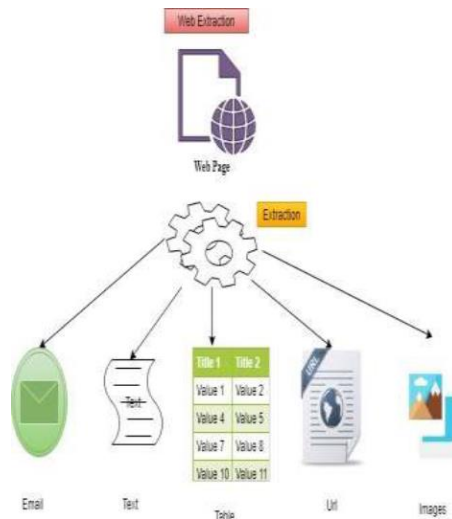 Web Extraction
Web Page
Extraction
Title 1 Title 2
Value 1 Value 2
Value 4 Value 5
Value 7 Value 8
Value 10 Value 11
Text
URL
Email
Text
Table
Url
Images